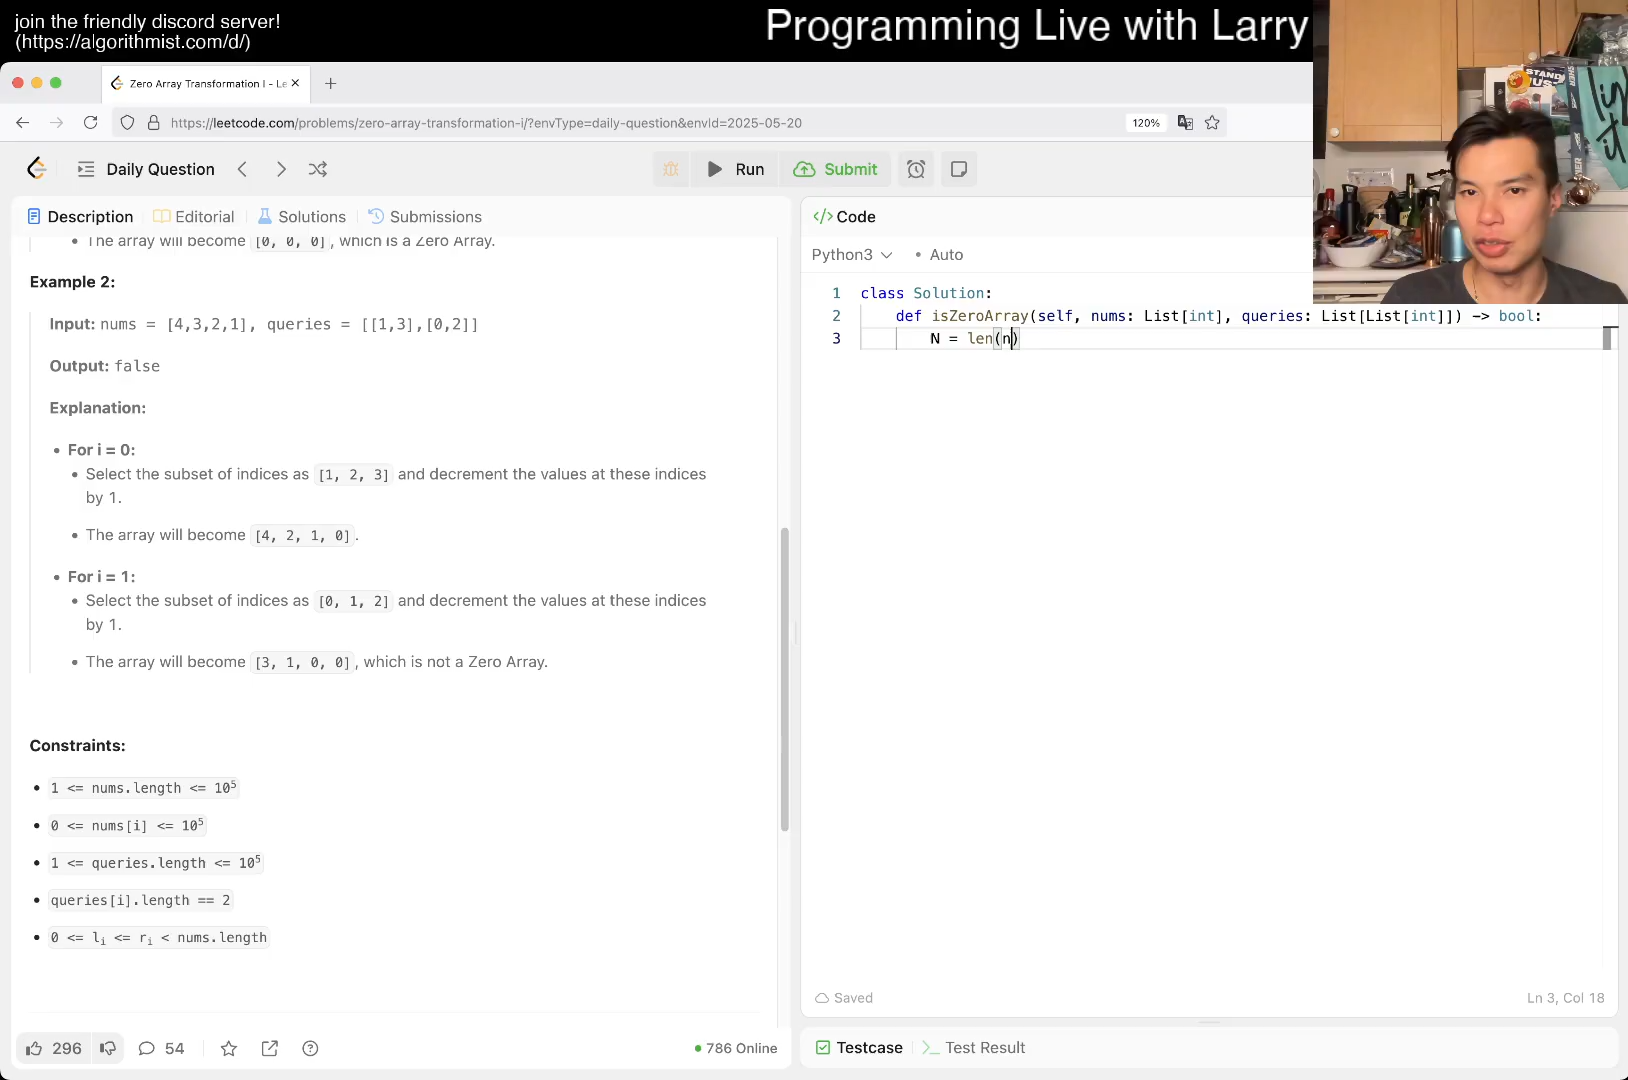 join the friendly discord server!
(https://algorithmist.com/d/)
Programming Live with Larry
Zero Array Transformation I - Le
https://leetcode.com/problems/zero-array-transformation-i/?envType=daily-question&envId=2025-05-20
120%
Daily Question
Run
Submit
Description
Editorial
Solutions
Submissions
The array will become [0, 0, 0], which is a Zero Array.
Example 2:
Input: nums = [4,3,2,1], queries = [[1,3],[0,2]]
Output: false
Explanation:
For i = 0:
Select the subset of indices as [1, 2, 3] and decrement the values at these indices
by 1.
The array will become [4, 2, 1, 0].
For i = 1:
Select the subset of indices as [0, 1, 2] and decrement the values at these indices
by 1.
The array will become [3, 1, 0, 0], which is not a Zero Array.
Constraints:
1 <= nums.length <= 10⁵
0 <= nums[i] <= 10⁵
1 <= queries.length <= 10⁵
queries[i].length == 2
0 <= lᵢ <= rᵢ < nums.length
296
54
786 Online
</> Code
Python3
Auto
1 class Solution:
2 def isZeroArray(self, nums: List[int], queries: List[List[int]]) -> bool:
3 N = len(n)
Saved
Ln 3, Col 18
Testcase
Test Result
STAND